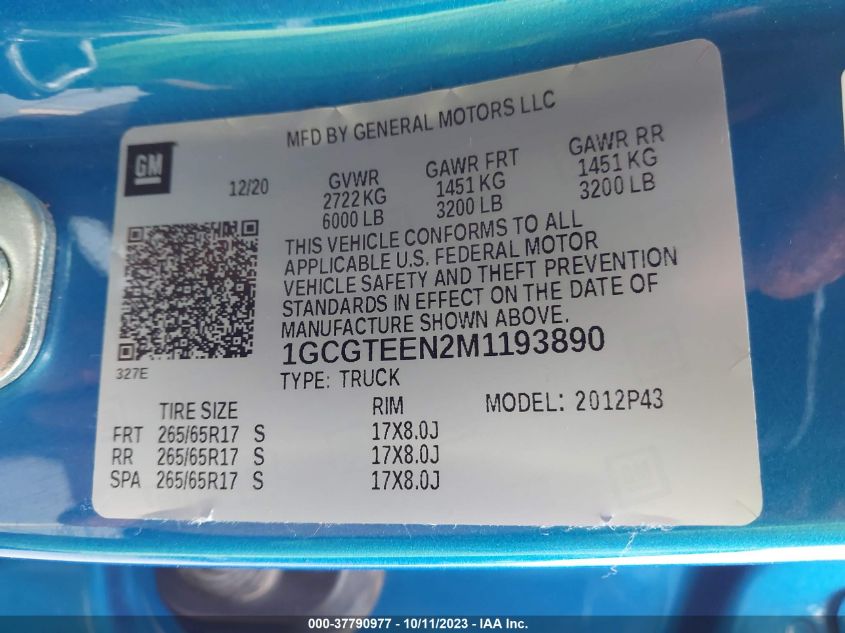 MFD BY GENERAL MOTORS LLC
GM
12/20
GVWR
2722 KG
6000 LB
GAWR FRT
1451 KG
3200 LB
GAWR RR
1451 KG
3200 LB
THIS VEHICLE CONFORMS TO ALL
APPLICABLE U.S. FEDERAL MOTOR
VEHICLE SAFETY AND THEFT PREVENTION
STANDARDS IN EFFECT ON THE DATE OF
MANUFACTURE SHOWN ABOVE.
327E
1GCGTEEN2M1193890
TYPE: TRUCK
TIRE SIZE RIM MODEL: 2012P43
FRT 265/65R17 S 17X8.0J
RR 265/65R17 S 17X8.0J
SPA 265/65R17 S 17X8.0J
GM
000-37790977 - 10/11/2023 - IAA Inc.